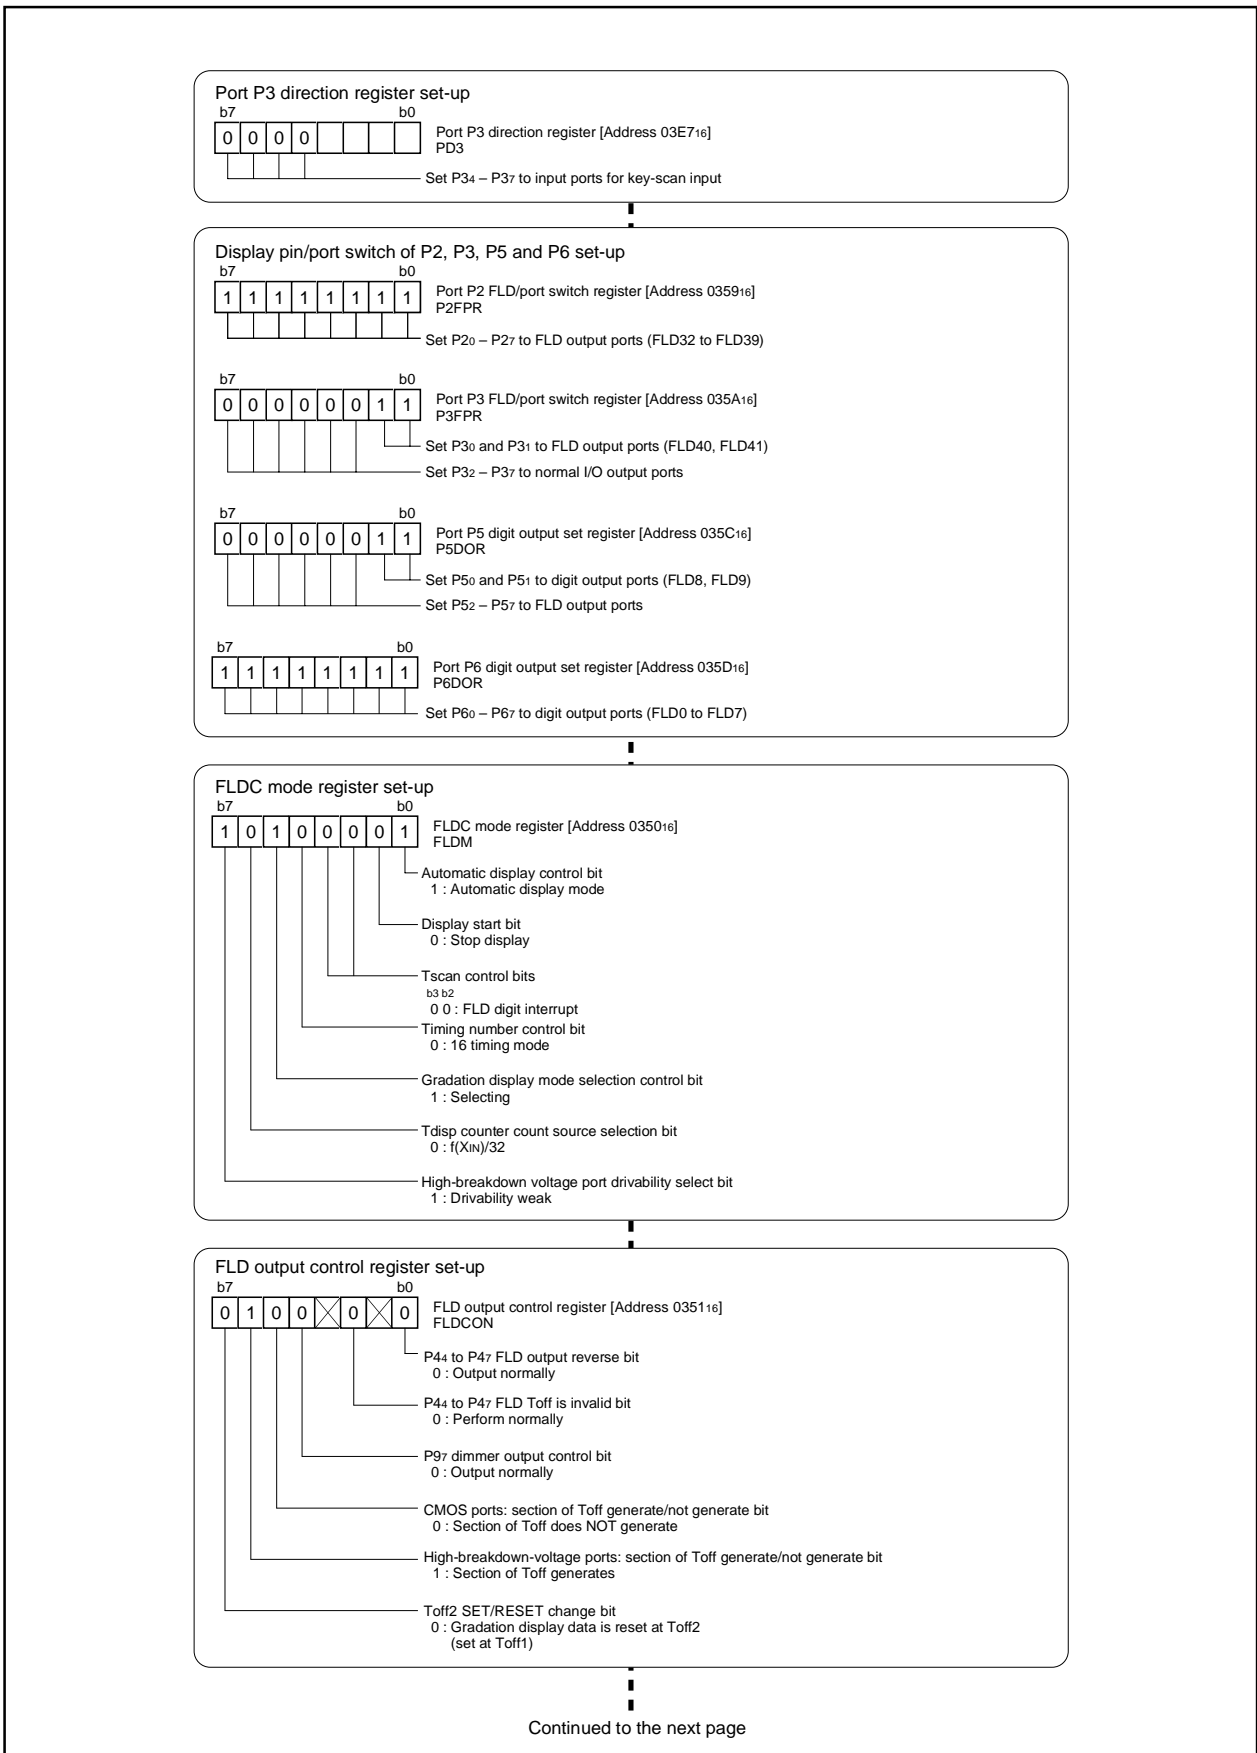 Port P3 direction register set-up
b7 b0
0 0 0 0
Port P3 direction register [Address 03E716]
PD3
Set P34 – P37 to input ports for key-scan input
Display pin/port switch of P2, P3, P5 and P6 set-up
b7 b0
1 1 1 1 1 1 1 1
Port P2 FLD/port switch register [Address 035916]
P2FPR
Set P20 – P27 to FLD output ports (FLD32 to FLD39)
b7 b0
0 0 0 0 0 0 1 1
Port P3 FLD/port switch register [Address 035A16]
P3FPR
Set P30 and P31 to FLD output ports (FLD40, FLD41)
Set P32 – P37 to normal I/O output ports
b7 b0
0 0 0 0 0 0 1 1
Port P5 digit output set register [Address 035C16]
P5DOR
Set P50 and P51 to digit output ports (FLD8, FLD9)
Set P52 – P57 to FLD output ports
b7 b0
1 1 1 1 1 1 1 1
Port P6 digit output set register [Address 035D16]
P6DOR
Set P60 – P67 to digit output ports (FLD0 to FLD7)
FLDC mode register set-up
b7 b0
1 0 1 0 0 0 0 1
FLDC mode register [Address 035016]
FLDM
Automatic display control bit
1 : Automatic display mode
Display start bit
0 : Stop display
Tscan control bits
b3 b2
0 0 : FLD digit interrupt
Timing number control bit
0 : 16 timing mode
Gradation display mode selection control bit
1 : Selecting
Tdisp counter count source selection bit
0 : f(XIN)/32
High-breakdown voltage port drivability select bit
1 : Drivability weak
FLD output control register set-up
b7 b0
0 1 0 0 0 0
FLD output control register [Address 035116]
FLDCON
P44 to P47 FLD output reverse bit
0 : Output normally
P44 to P47 FLD Toff is invalid bit
0 : Perform normally
P97 dimmer output control bit
0 : Output normally
CMOS ports: section of Toff generate/not generate bit
0 : Section of Toff does NOT generate
High-breakdown-voltage ports: section of Toff generate/not generate bit
1 : Section of Toff generates
Toff2 SET/RESET change bit
0 : Gradation display data is reset at Toff2
(set at Toff1)
Continued to the next page